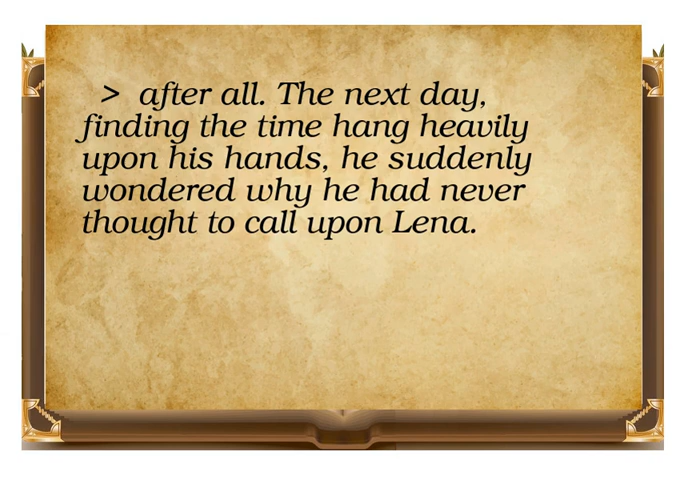 > after all. The next day,
finding the time hang heavily
upon his hands, he suddenly
wondered why he had never
thought to call upon Lena.